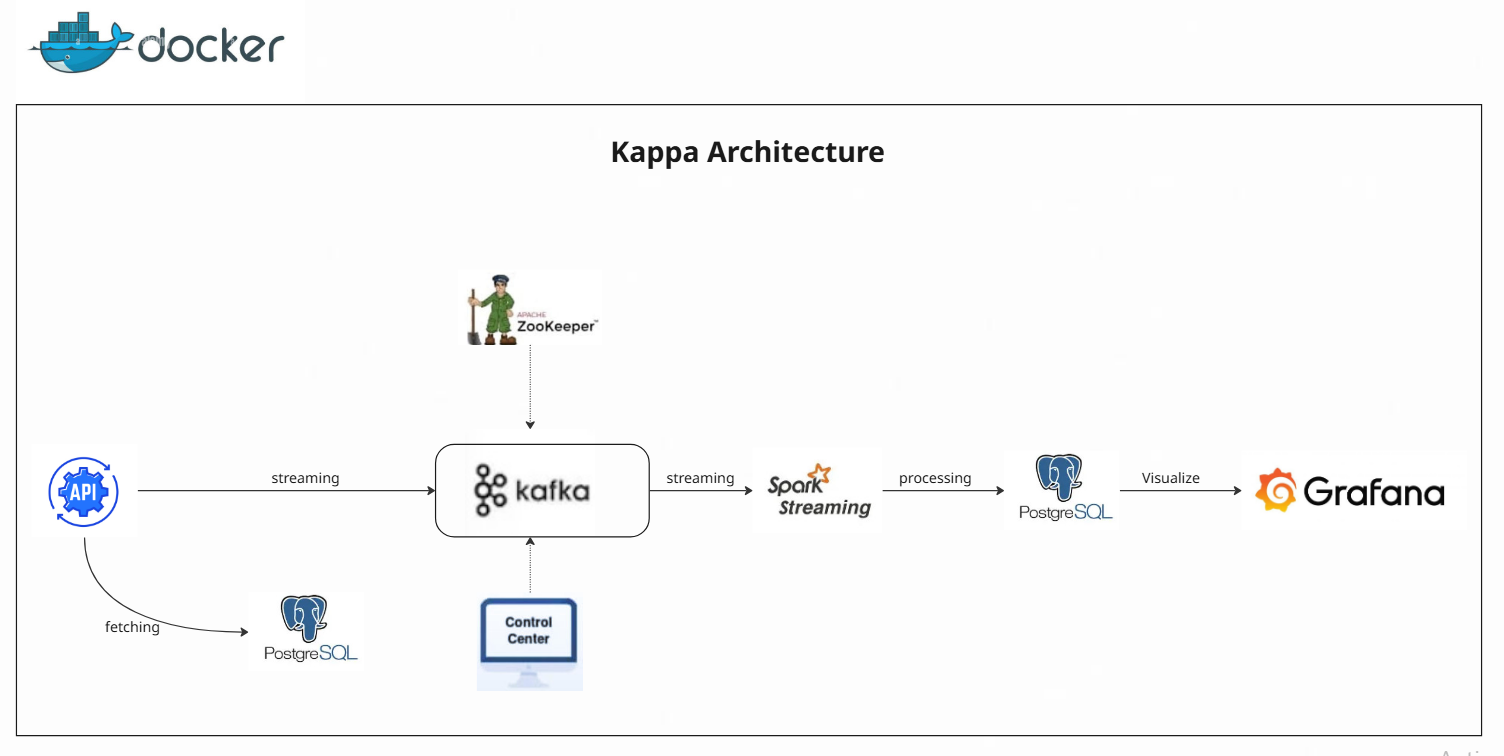 docker
Kappa Architecture
APACHE
ZooKeeper™
API
streaming
kafka
streaming
Spark
Streaming
processing
PostgreSQL
Visualize
Grafana
fetching
PostgreSQL
Control
Center